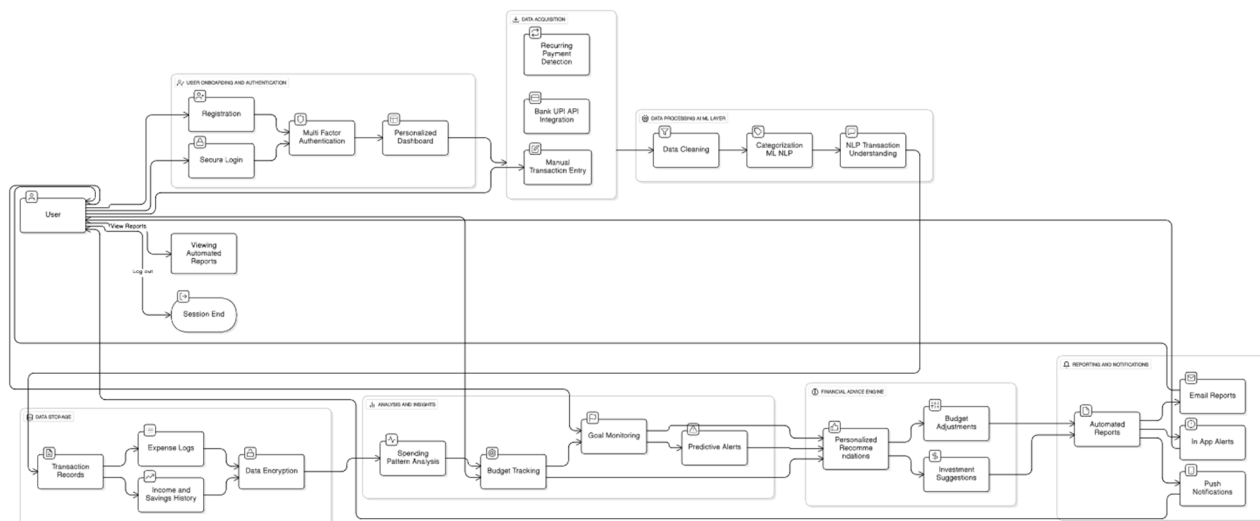 DATA ACQUISITION
Recurring
Payment
Detection
Bank UPI API
Integration
Manual
Transaction Entry
USER ONBOARDING AND AUTHENTICATION
Registration
Secure Login
Multi Factor
Authentication
Personalized
Dashboard
DATA PROCESSING AI ML LAYER
Data Cleaning
Categorization
ML NLP
NLP Transaction
Understanding
User
View Reports
Viewing
Automated
Reports
Log out
Session End
DATA STORAGE
Transaction
Records
Expense Logs
Income and
Savings History
Data Encryption
ANALYSIS AND INSIGHTS
Spending
Pattern Analysis
Budget Tracking
Goal Monitoring
Predictive Alerts
FINANCIAL ADVICE ENGINE
Personalized
Recomme
ndations
Budget
Adjustments
Investment
Suggestions
REPORTING AND NOTIFICATIONS
Automated
Reports
Email Reports
In App Alerts
Push
Notifications